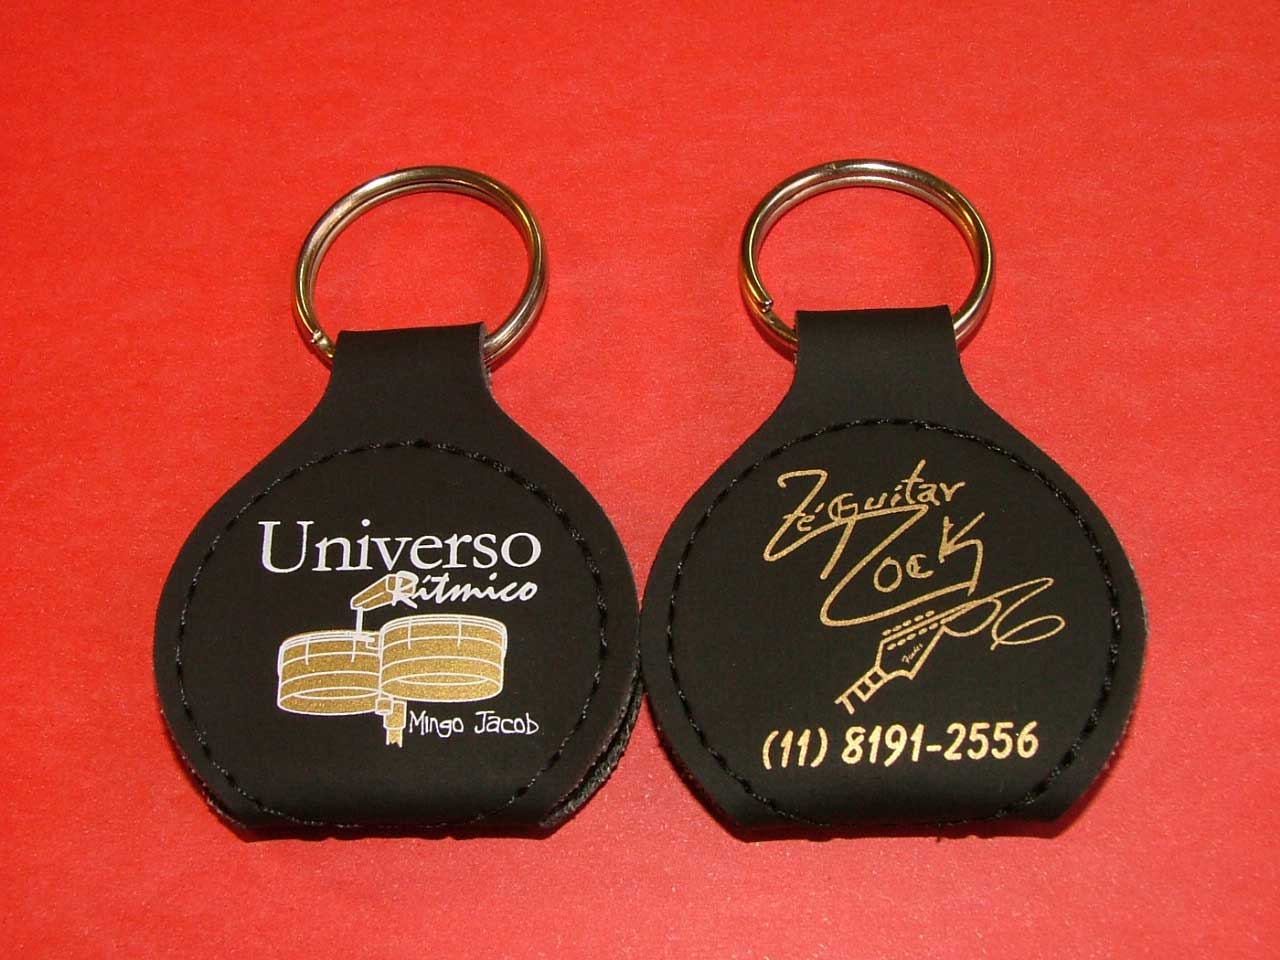 Universo
Rítmico
Mingo Jacob
Zé Guitar
Rock
(11) 8191-2556